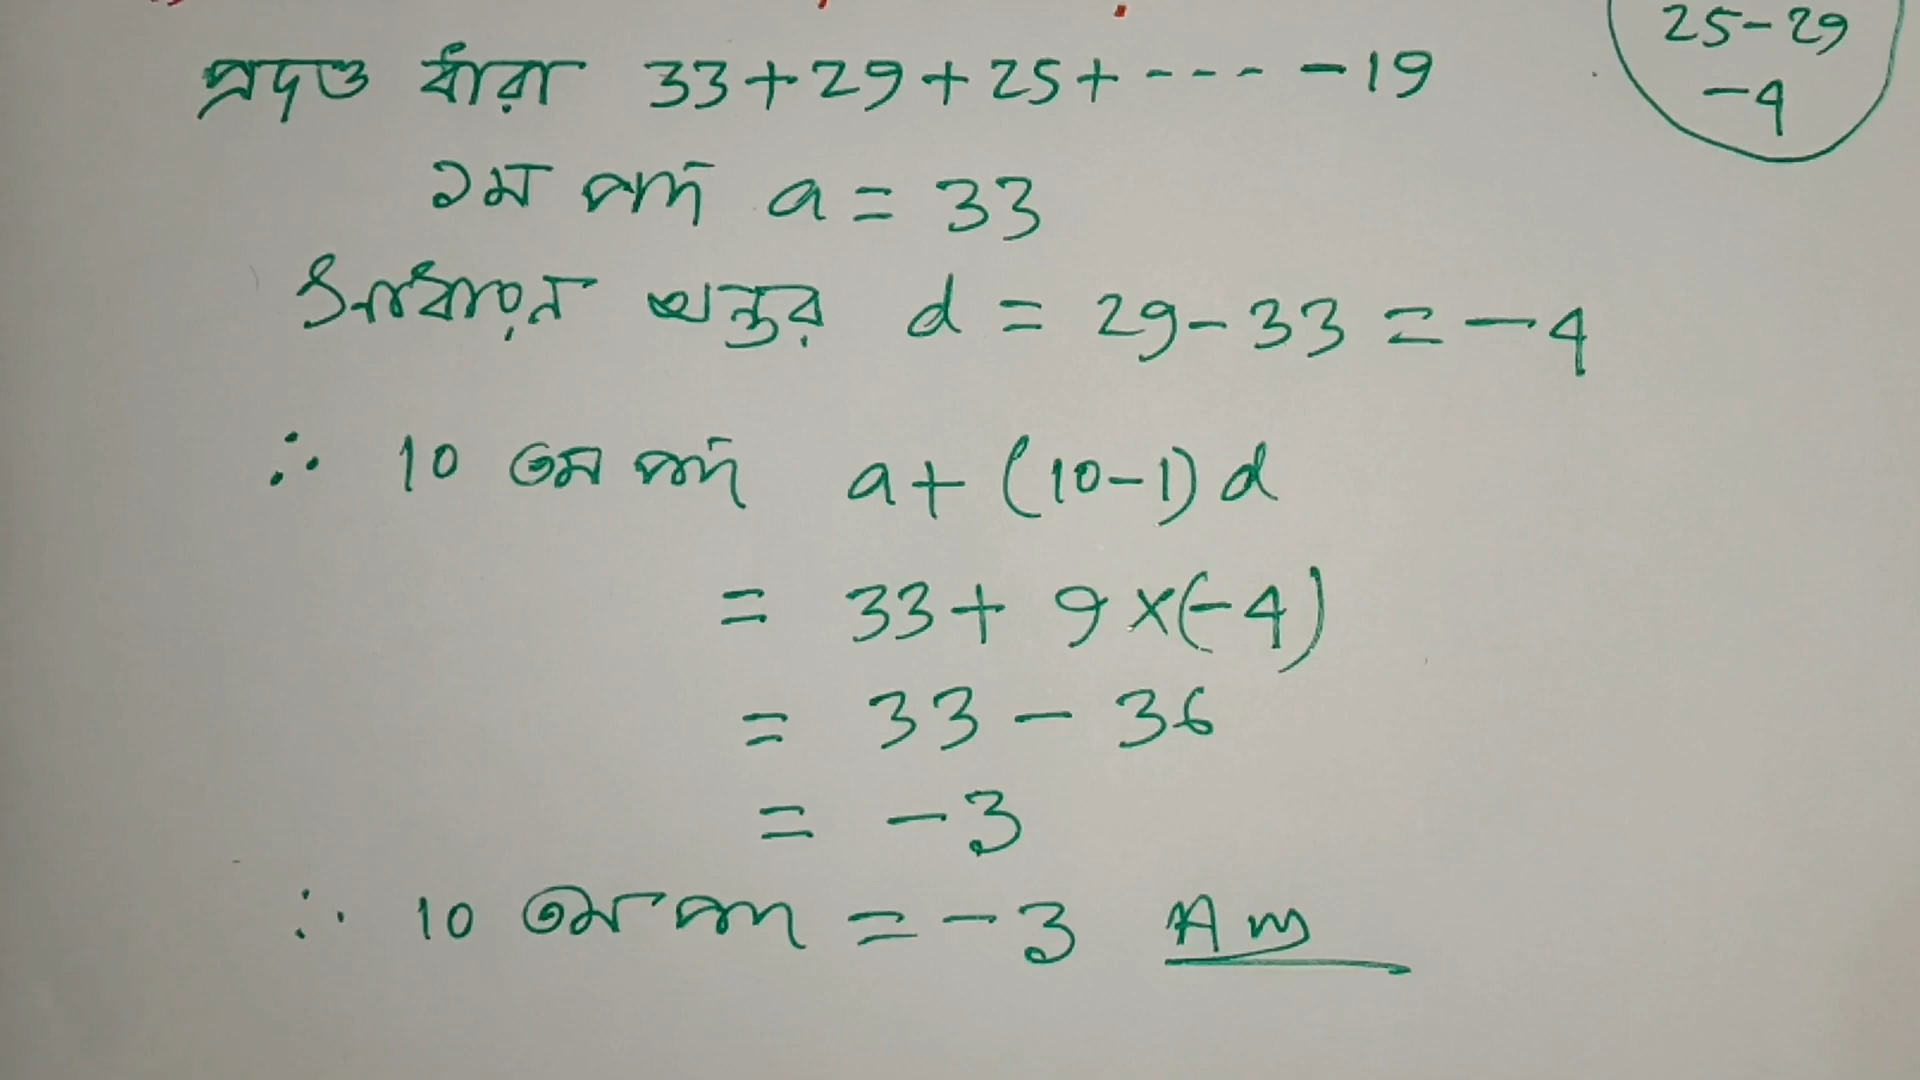 প্রদত্ত ধারা 33+29+25+---- -19
25-29
-4
১ম পদ a = 33
সাধারন অন্তর d = 29-33 = -4
∴ 10 তম পদ a+(10-1)d
= 33+ 9×(-4)
= 33 - 36
= -3
∴ 10 তম পদ = -3 Ans